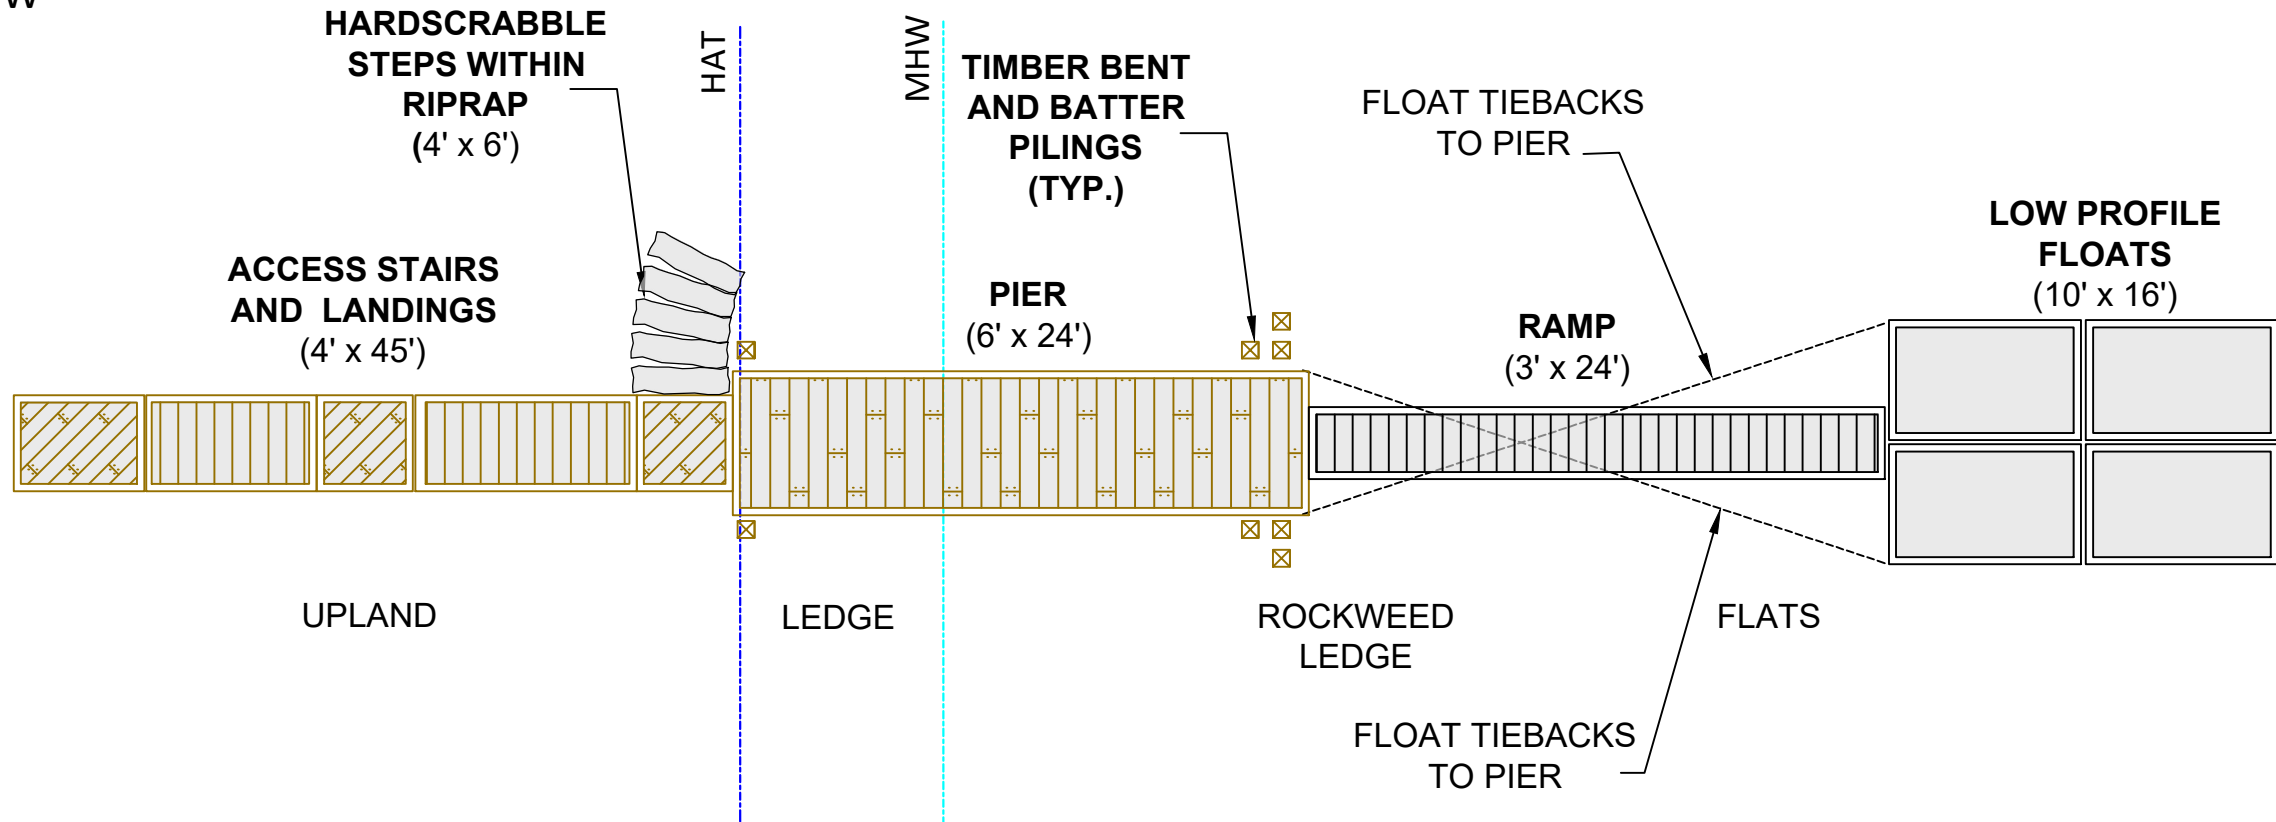 HARDSCRABBLE
STEPS WITHIN
RIPRAP
(4' x 6')
HAT
MHW
TIMBER BENT
AND BATTER
PILINGS
(TYP.)
FLOAT TIEBACKS
TO PIER
LOW PROFILE
FLOATS
(10' x 16')
ACCESS STAIRS
AND LANDINGS
(4' x 45')
PIER
(6' x 24')
RAMP
(3' x 24')
UPLAND
LEDGE
ROCKWEED
LEDGE
FLATS
FLOAT TIEBACKS
TO PIER